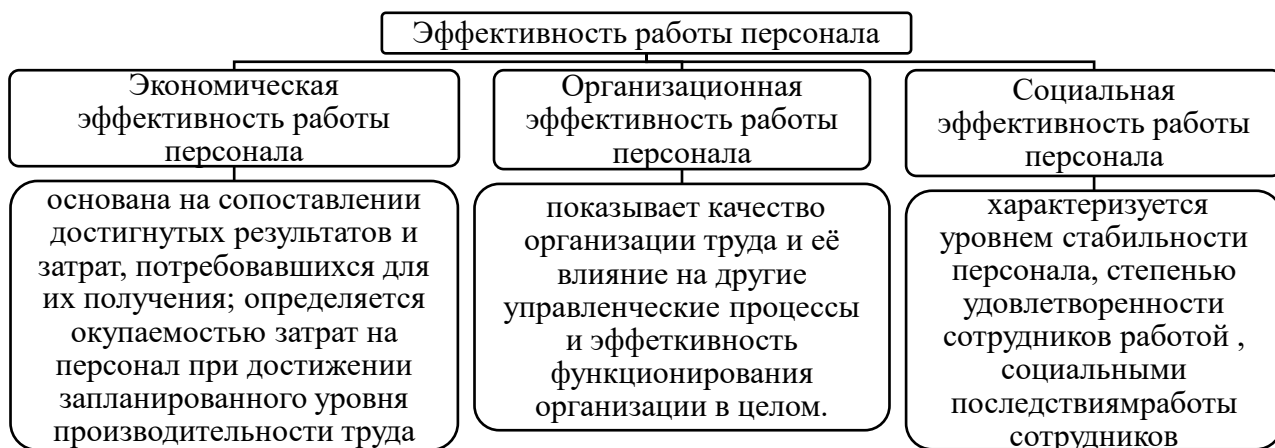 Эффективность работы персонала
Экономическая
эффективность работы
персонала
основана на сопоставлении
достигнутых результатов и
затрат, потребовавшихся для
их получения; определяется
окупаемостью затрат на
персонал при достижении
запланированного уровня
производительности труда
Организационная
эффективность работы
персонала
показывает качество
организации труда и её
влияние на другие
управленческие процессы
и эффеткивность
функционирования
организации в целом.
Социальная
эффективность работы
персонала
характеризуется
уровнем стабильности
персонала, степенью
удовлетворенности
сотрудников работой ,
социальными
последствиямработы
сотрудников